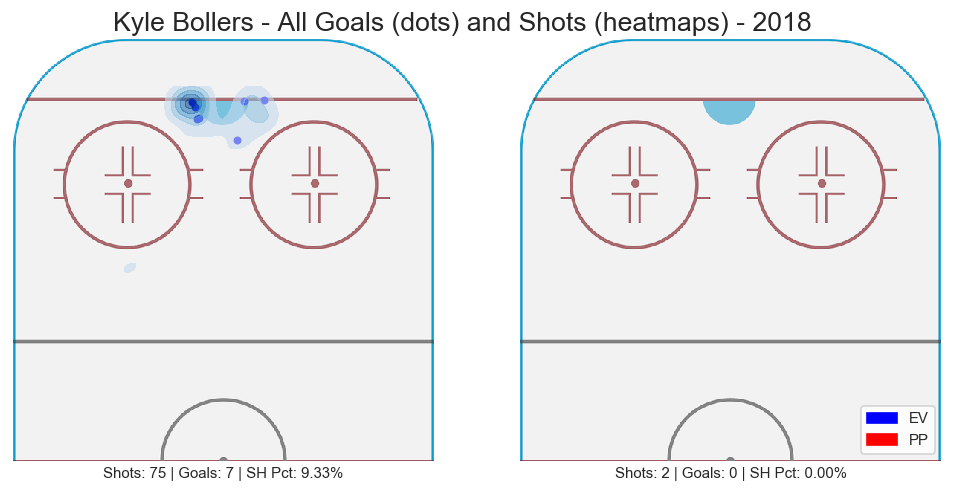 Kyle Bollers - All Goals (dots) and Shots (heatmaps) - 2018
EV
PP
Shots: 75 | Goals: 7 | SH Pct: 9.33%
Shots: 2 | Goals: 0 | SH Pct: 0.00%